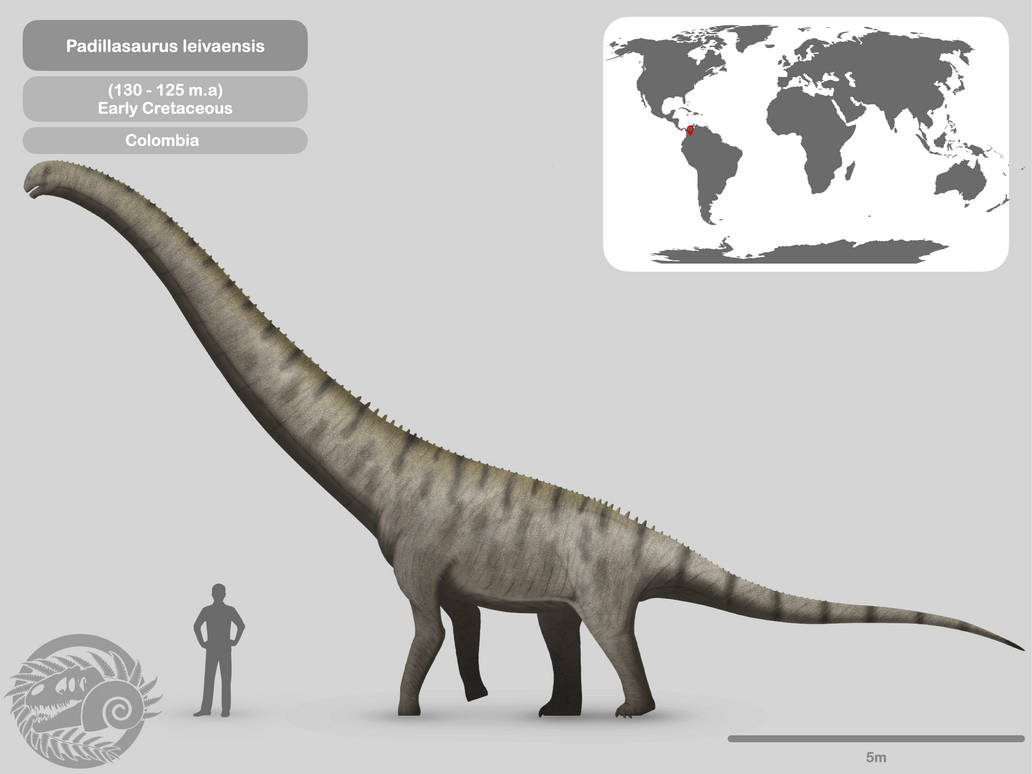 Padillasaurus leivaensis
(130 - 125 m.a)
Early Cretaceous
Colombia
5m